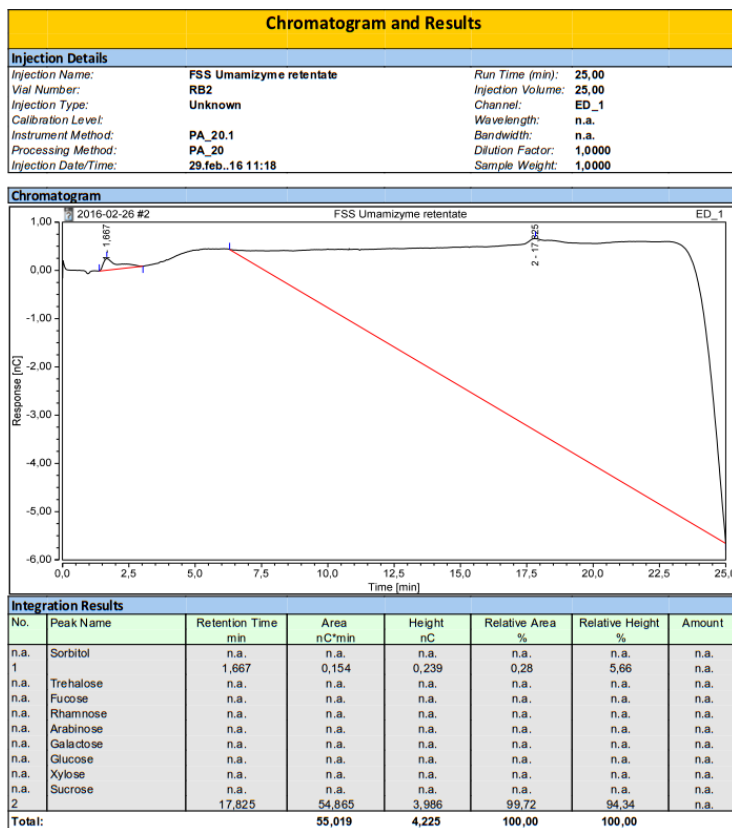 Chromatogram and Results
Injection Details
Injection Name: FSS Umamizyme retentate Run Time (min): 25,00
Vial Number: RB2 Injection Volume: 25,00
Injection Type: Unknown Channel: ED_1
Calibration Level: Wavelength: n.a.
Instrument Method: PA_20.1 Bandwidth: n.a.
Processing Method: PA_20 Dilution Factor: 1,0000
Injection Date/Time: 29.feb..16 11:18 Sample Weight: 1,0000
Chromatogram
2016-02-26 #2 FSS Umamizyme retentate ED_1
1,00
0,00
-1,00
-2,00
-3,00
-4,00
-5,00
-6,00
Response [nC]
1,667
2 - 17,825
0,0 2,5 5,0 7,5 10,0 12,5 15,0 17,5 20,0 22,5 25,0
Time [min]
Integration Results
No. Peak Name Retention Time Area Height Relative Area Relative Height Amount
min nC*min nC % %
n.a. Sorbitol n.a. n.a. n.a. n.a. n.a. n.a.
1 1,667 0,154 0,239 0,28 5,66 n.a.
n.a. Trehalose n.a. n.a. n.a. n.a. n.a. n.a.
n.a. Fucose n.a. n.a. n.a. n.a. n.a. n.a.
n.a. Rhamnose n.a. n.a. n.a. n.a. n.a. n.a.
n.a. Arabinose n.a. n.a. n.a. n.a. n.a. n.a.
n.a. Galactose n.a. n.a. n.a. n.a. n.a. n.a.
n.a. Glucose n.a. n.a. n.a. n.a. n.a. n.a.
n.a. Xylose n.a. n.a. n.a. n.a. n.a. n.a.
n.a. Sucrose n.a. n.a. n.a. n.a. n.a. n.a.
2 17,825 54,865 3,986 99,72 94,34 n.a.
Total: 55,019 4,225 100,00 100,00